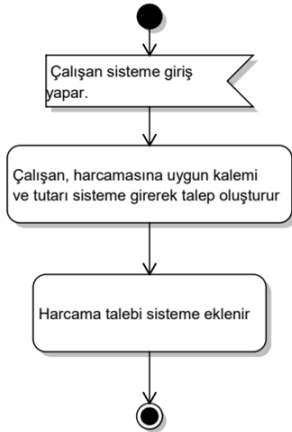 Çalışan sisteme giriş
yapar.
Çalışan, harcamasına uygun kalemi
ve tutarı sisteme girerek talep oluşturur
Harcama talebi sisteme eklenir